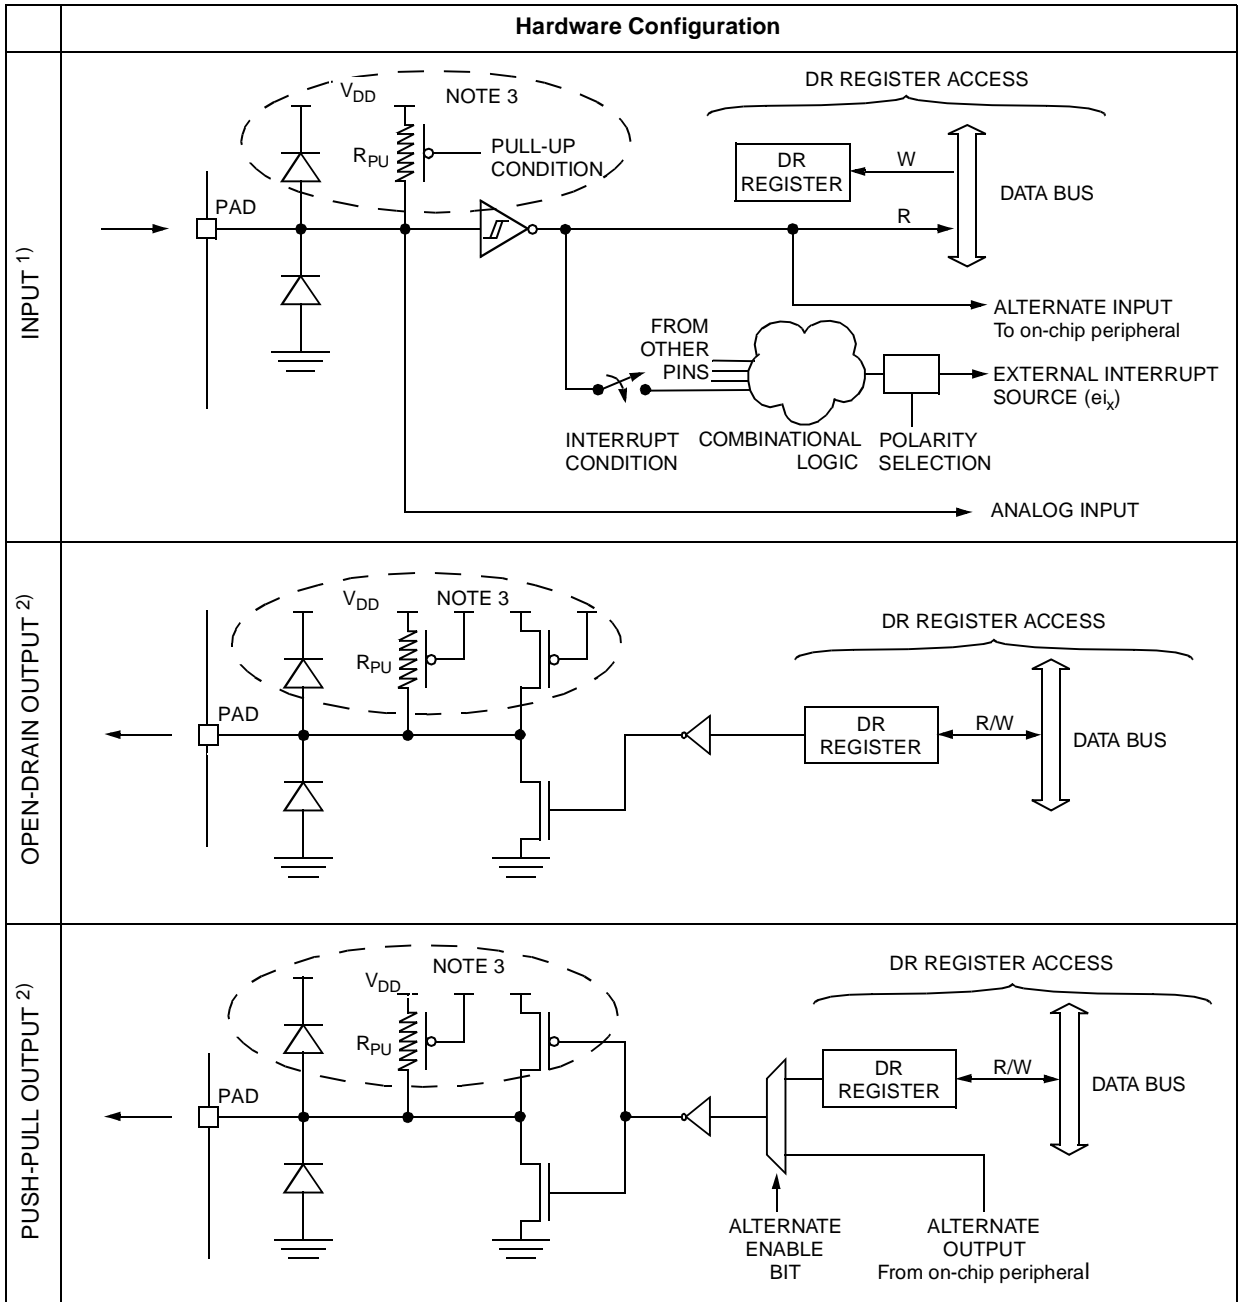 Hardware Configuration
INPUT 1)
VDD
NOTE 3
RPU
PULL-UP
CONDITION
PAD
DR REGISTER ACCESS
DR
REGISTER
W
R
DATA BUS
ALTERNATE INPUT
To on-chip peripheral
FROM
OTHER
PINS
EXTERNAL INTERRUPT
SOURCE (eix)
INTERRUPT
CONDITION
COMBINATIONAL
LOGIC
POLARITY
SELECTION
ANALOG INPUT
OPEN-DRAIN OUTPUT 2)
VDD
NOTE 3
RPU
PAD
DR REGISTER ACCESS
DR
REGISTER
R/W
DATA BUS
PUSH-PULL OUTPUT 2)
NOTE 3
VDD
RPU
PAD
DR REGISTER ACCESS
DR
REGISTER
R/W
DATA BUS
ALTERNATE
ENABLE
BIT
ALTERNATE
OUTPUT
From on-chip peripheral